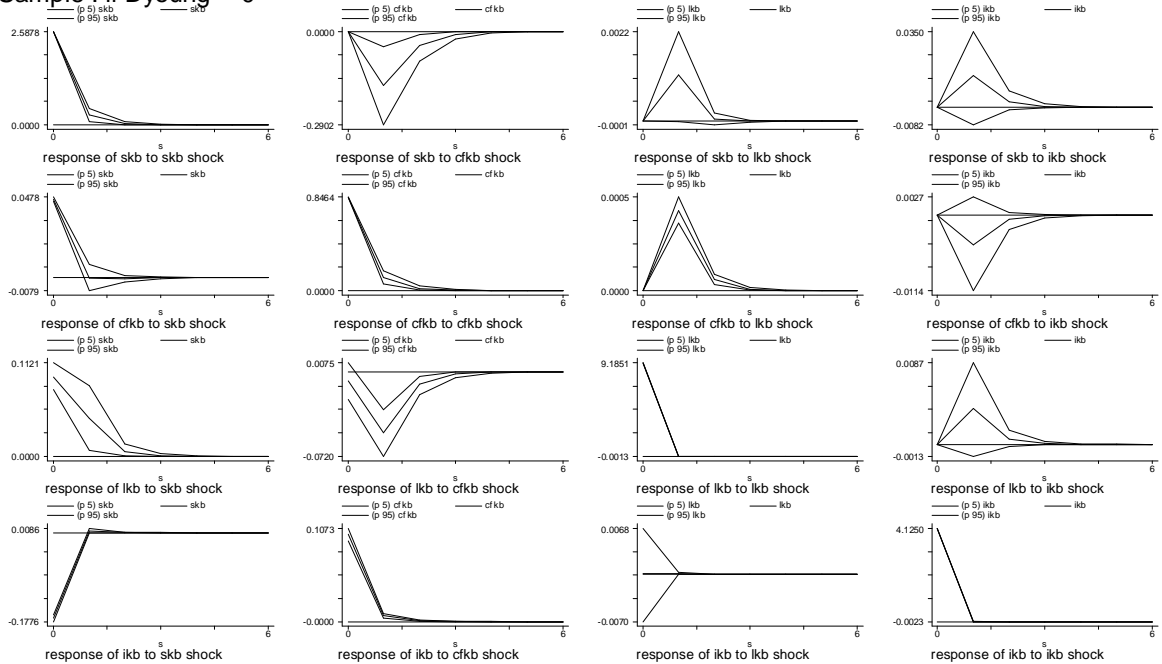 (p 5) skb skb
(p 95) skb
2.5878
0.0000
0 6
s
response of skb to skb shock
(p 5) cfkb cfkb
(p 95) cfkb
0.0000
-0.2902
0 6
s
response of skb to cfkb shock
(p 5) lkb lkb
(p 95) lkb
0.0022
-0.0001
0 6
s
response of skb to lkb shock
(p 5) ikb ikb
(p 95) ikb
0.0350
-0.0082
0 6
s
response of skb to ikb shock
(p 5) skb skb
(p 95) skb
0.0478
-0.0079
0 6
s
response of cfkb to skb shock
(p 5) cfkb cfkb
(p 95) cfkb
0.8464
0.0000
0 6
s
response of cfkb to cfkb shock
(p 5) lkb lkb
(p 95) lkb
0.0005
0.0000
0 6
s
response of cfkb to lkb shock
(p 5) ikb ikb
(p 95) ikb
0.0027
-0.0114
0 6
s
response of cfkb to ikb shock
(p 5) skb skb
(p 95) skb
0.1121
0.0000
0 6
s
response of lkb to skb shock
(p 5) cfkb cfkb
(p 95) cfkb
0.0075
-0.0720
0 6
s
response of lkb to cfkb shock
(p 5) lkb lkb
(p 95) lkb
9.1851
-0.0013
0 6
s
response of lkb to lkb shock
(p 5) ikb ikb
(p 95) ikb
0.0087
-0.0013
0 6
s
response of lkb to ikb shock
(p 5) skb skb
(p 95) skb
0.0086
-0.1776
0 6
s
response of ikb to skb shock
(p 5) cfkb cfkb
(p 95) cfkb
0.1073
-0.0000
0 6
s
response of ikb to cfkb shock
(p 5) lkb lkb
(p 95) lkb
0.0068
-0.0070
0 6
s
response of ikb to lkb shock
(p 5) ikb ikb
(p 95) ikb
4.1250
-0.0023
0 6
s
response of ikb to ikb shock